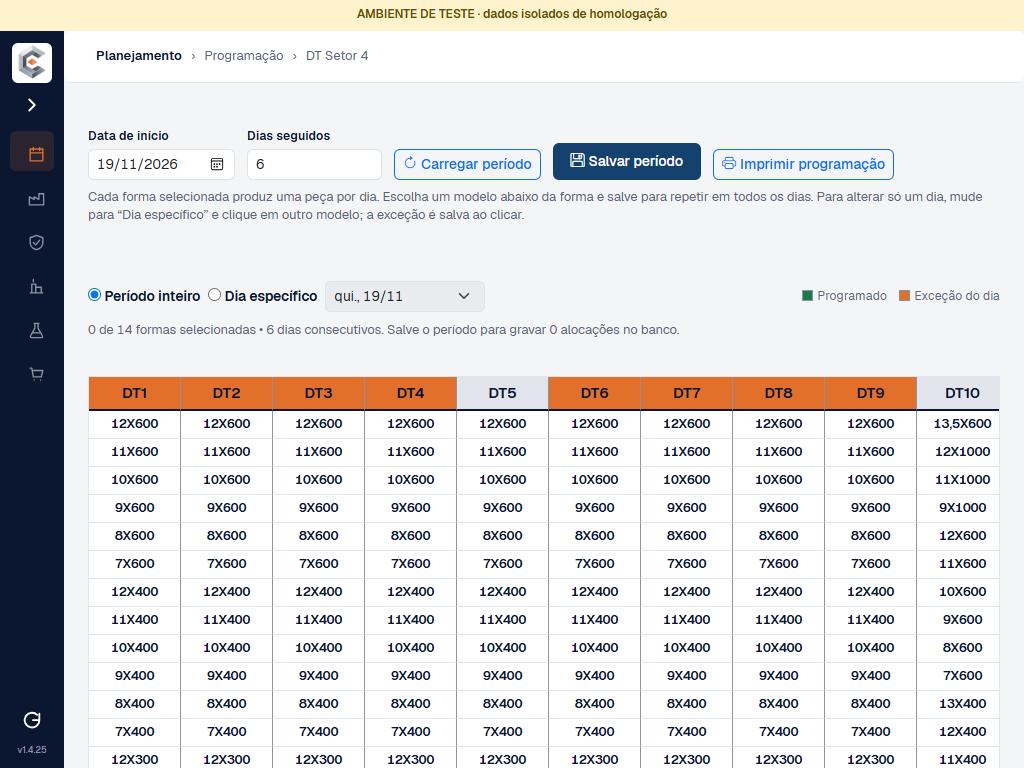 AMBIENTE DE TESTE · dados isolados de homologação
Planejamento › Programação › DT Setor 4
Data de início Dias seguidos
19/11/2026 6 Carregar período Salvar período Imprimir programação
Cada forma selecionada produz uma peça por dia. Escolha um modelo abaixo da forma e salve para repetir em todos os dias. Para alterar só um dia, mude
para “Dia específico” e clique em outro modelo; a exceção é salva ao clicar.
Período inteiro Dia específico qui., 19/11 Programado Exceção do dia
0 de 14 formas selecionadas • 6 dias consecutivos. Salve o período para gravar 0 alocações no banco.
DT1 DT2 DT3 DT4 DT5 DT6 DT7 DT8 DT9 DT10
12X600 12X600 12X600 12X600 12X600 12X600 12X600 12X600 12X600 13,5X600
11X600 11X600 11X600 11X600 11X600 11X600 11X600 11X600 11X600 12X1000
10X600 10X600 10X600 10X600 10X600 10X600 10X600 10X600 10X600 11X1000
9X600 9X600 9X600 9X600 9X600 9X600 9X600 9X600 9X600 9X1000
8X600 8X600 8X600 8X600 8X600 8X600 8X600 8X600 8X600 12X600
7X600 7X600 7X600 7X600 7X600 7X600 7X600 7X600 7X600 11X600
12X400 12X400 12X400 12X400 12X400 12X400 12X400 12X400 12X400 10X600
11X400 11X400 11X400 11X400 11X400 11X400 11X400 11X400 11X400 9X600
10X400 10X400 10X400 10X400 10X400 10X400 10X400 10X400 10X400 8X600
9X400 9X400 9X400 9X400 9X400 9X400 9X400 9X400 9X400 7X600
8X400 8X400 8X400 8X400 8X400 8X400 8X400 8X400 8X400 13X400
7X400 7X400 7X400 7X400 7X400 7X400 7X400 7X400 7X400 12X400
12X300 12X300 12X300 12X300 12X300 12X300 12X300 12X300 12X300 11X400
v1.4.25